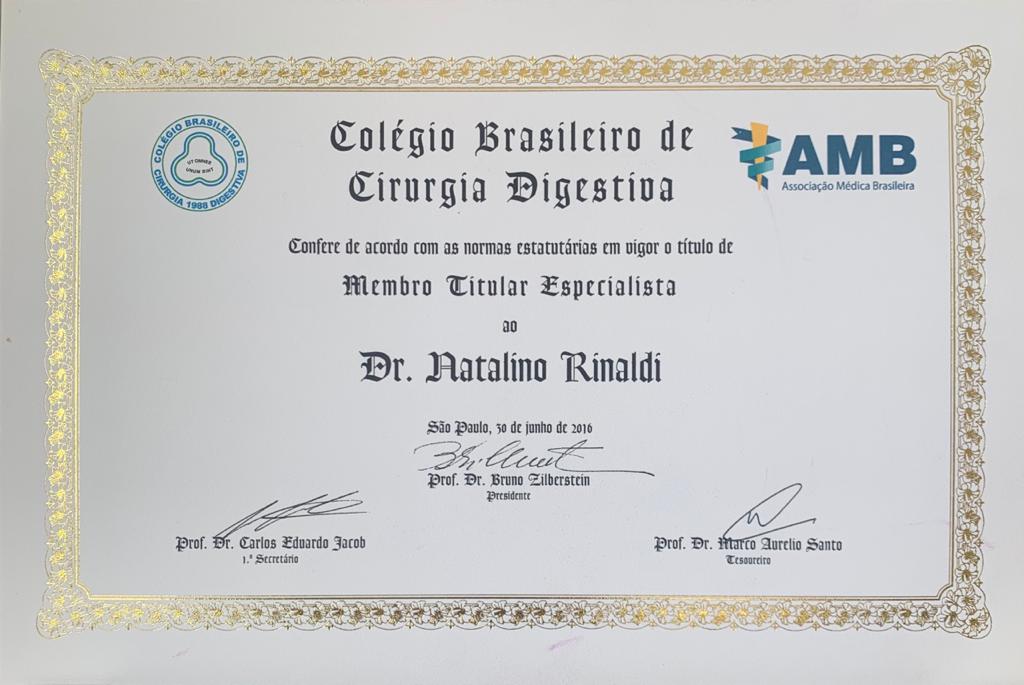 COLÉGIO BRASILEIRO DE
CIRURGIA 1988 DIGESTIVA
UT OMNES
UNUM SINT
Colégio Brasileiro de
Cirurgia Digestiva
AMB
Associação Médica Brasileira
Confere de acordo com as normas estatutárias em vigor o título de
Membro Titular Especialista
ao
Dr. Natalino Rinaldi
São Paulo, 30 de junho de 2016
Prof. Dr. Bruno Zilberstein
Presidente
Prof. Dr. Carlos Eduardo Jacob
1.º Secretário
Prof. Dr. Marco Aurelio Santo
Tesoureiro